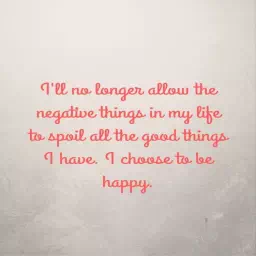 I'll no longer allow the
negative things in my life
to spoil all the good things
I have. I choose to be
happy.